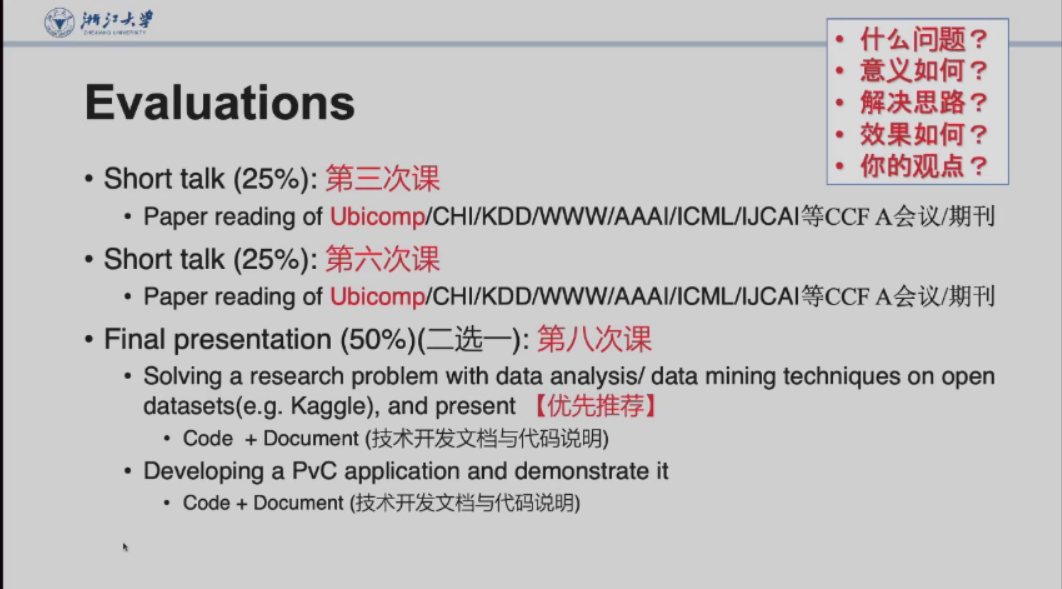 浙江大学
ZHEJIANG UNIVERSITY
• 什么问题？
• 意义如何？
• 解决思路？
• 效果如何？
• 你的观点？
Evaluations
• Short talk (25%): 第三次课
• Paper reading of Ubicomp/CHI/KDD/WWW/AAAI/ICML/IJCAI等CCF A会议/期刊
• Short talk (25%): 第六次课
• Paper reading of Ubicomp/CHI/KDD/WWW/AAAI/ICML/IJCAI等CCF A会议/期刊
• Final presentation (50%)(二选一): 第八次课
• Solving a research problem with data analysis/ data mining techniques on open
datasets(e.g. Kaggle), and present 【优先推荐】
• Code + Document (技术开发文档与代码说明)
• Developing a PvC application and demonstrate it
• Code + Document (技术开发文档与代码说明)